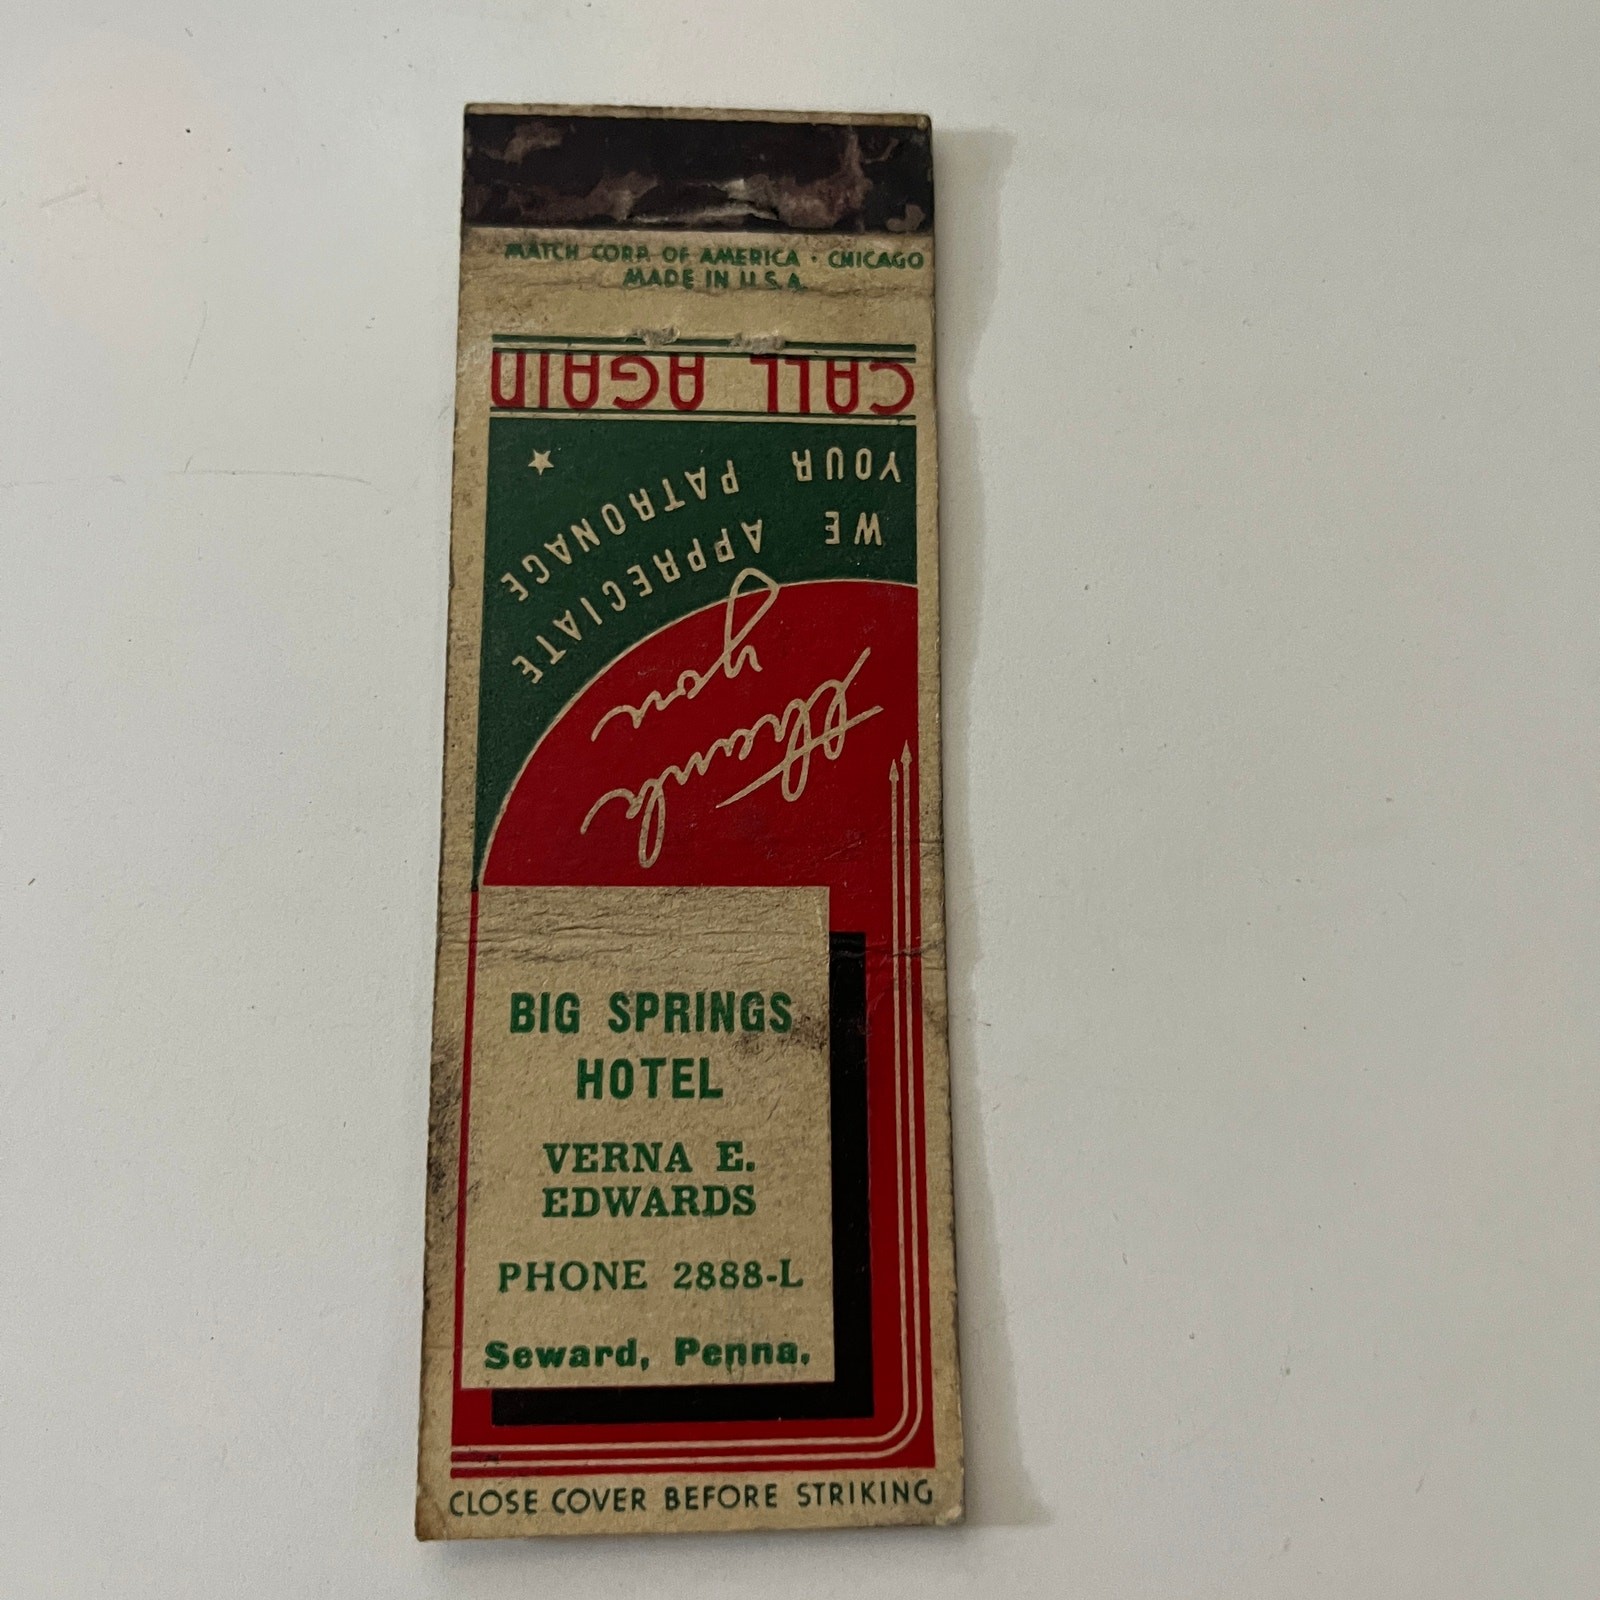 MATCH CORP. OF AMERICA · CHICAGO
MADE IN U.S.A.
CALL AGAIN
YOUR PATRONAGE
WE APPRECIATE
thank
you
BIG SPRINGS
HOTEL
VERNA E.
EDWARDS
PHONE 2888-L
Seward, Penna.
CLOSE COVER BEFORE STRIKING